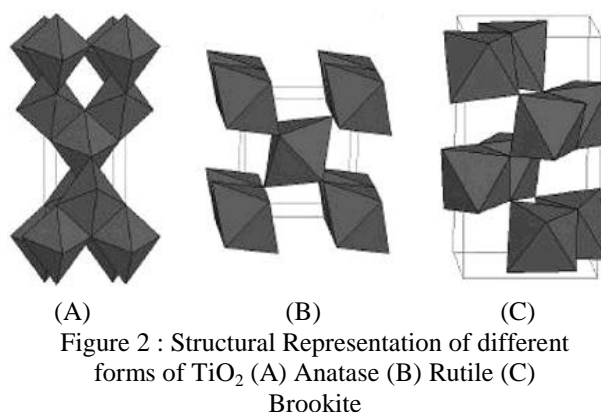 (A) (B) (C)
Figure 2 : Structural Representation of different
forms of TiO₂ (A) Anatase (B) Rutile (C)
Brookite